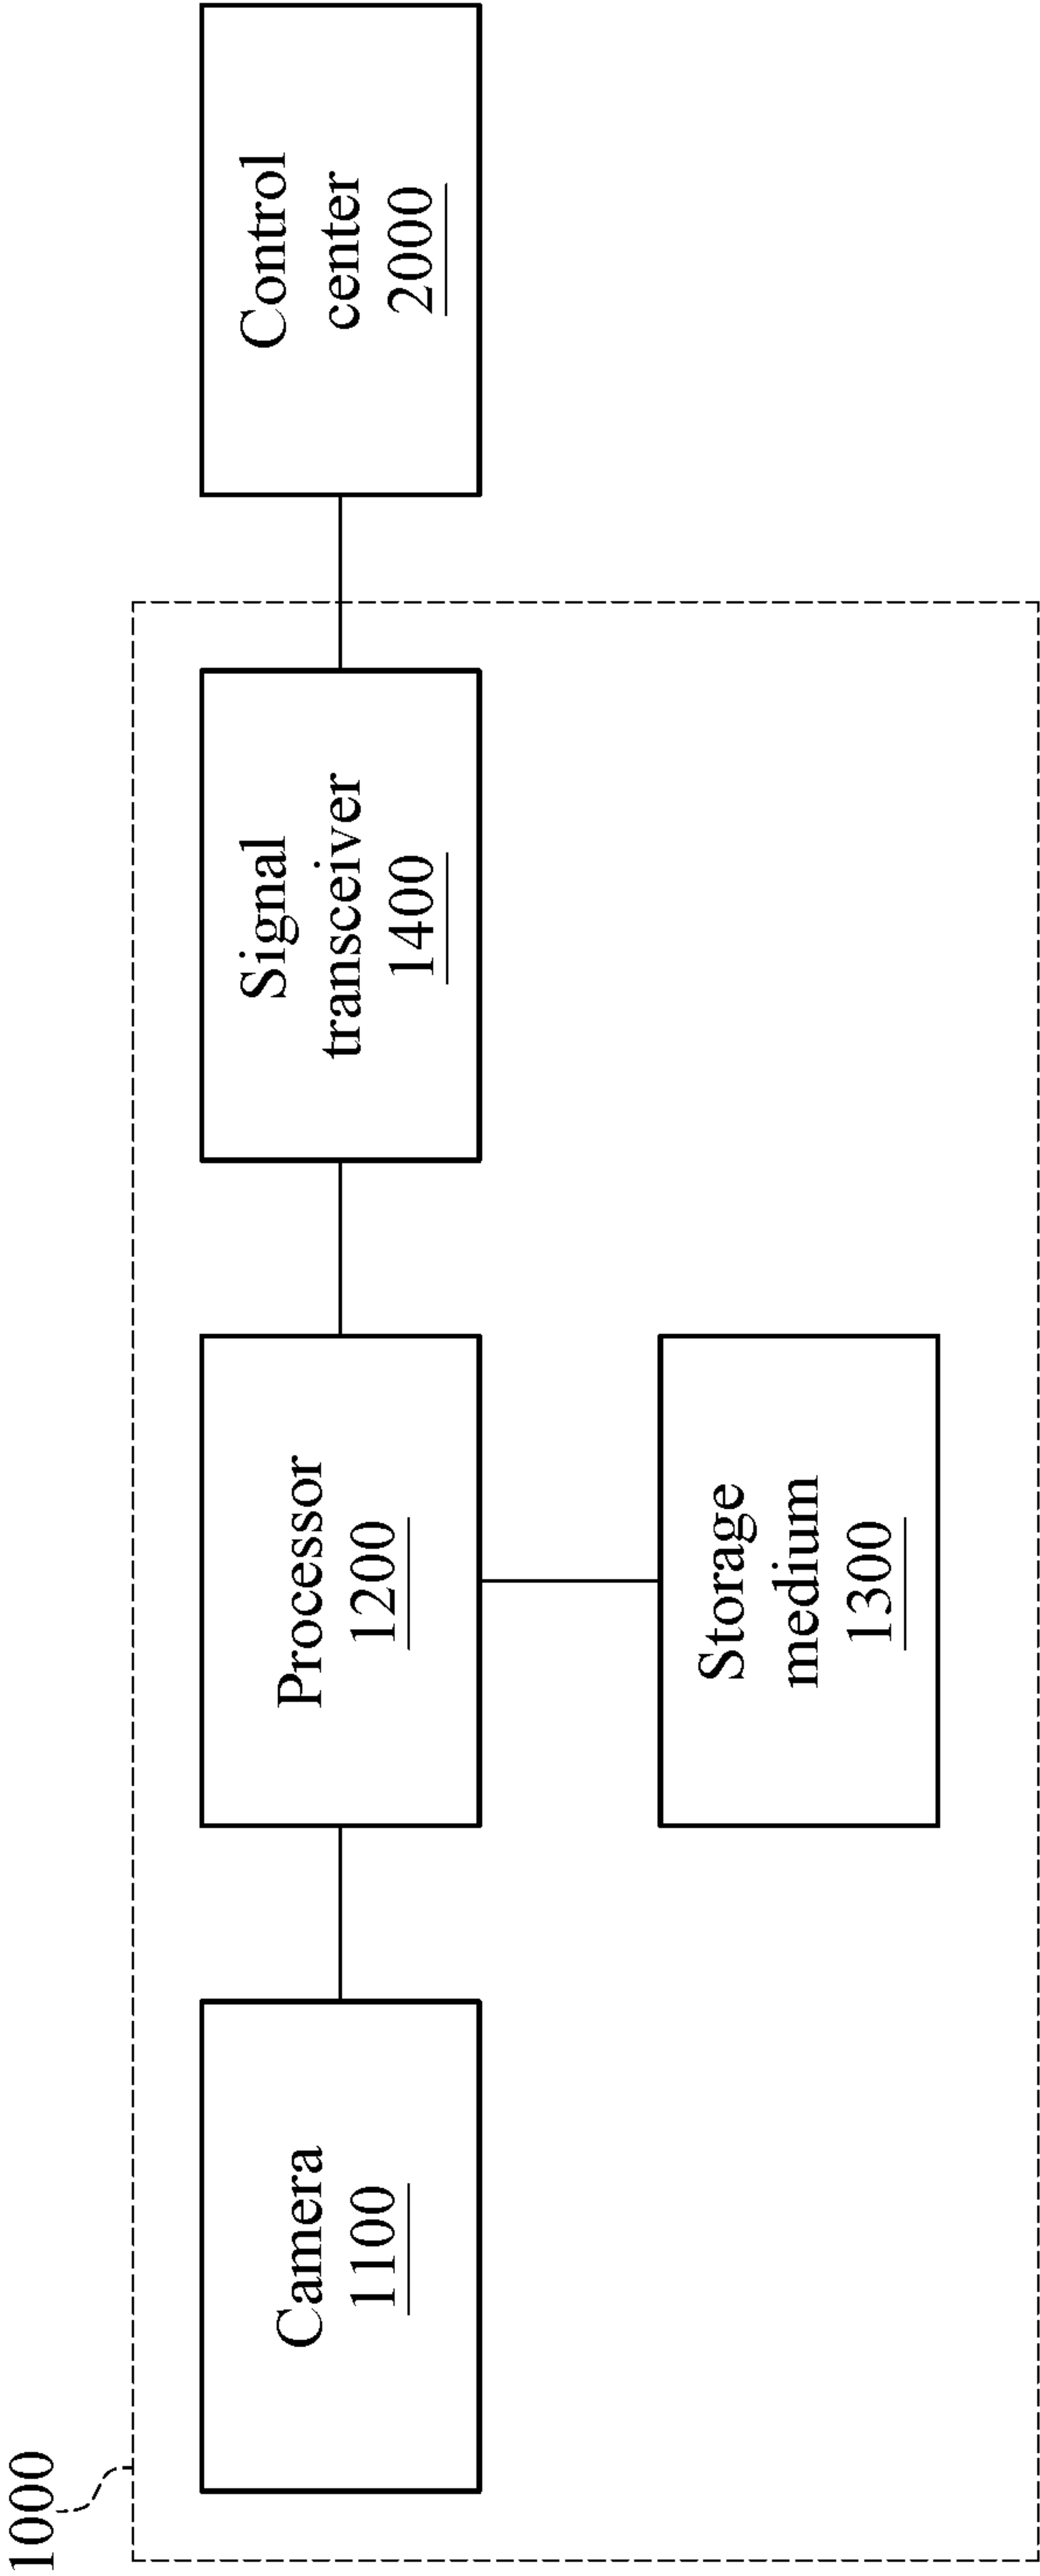 1000
Camera
1100
Processor
1200
Storage
medium
1300
Signal
transceiver
1400
Control
center
2000